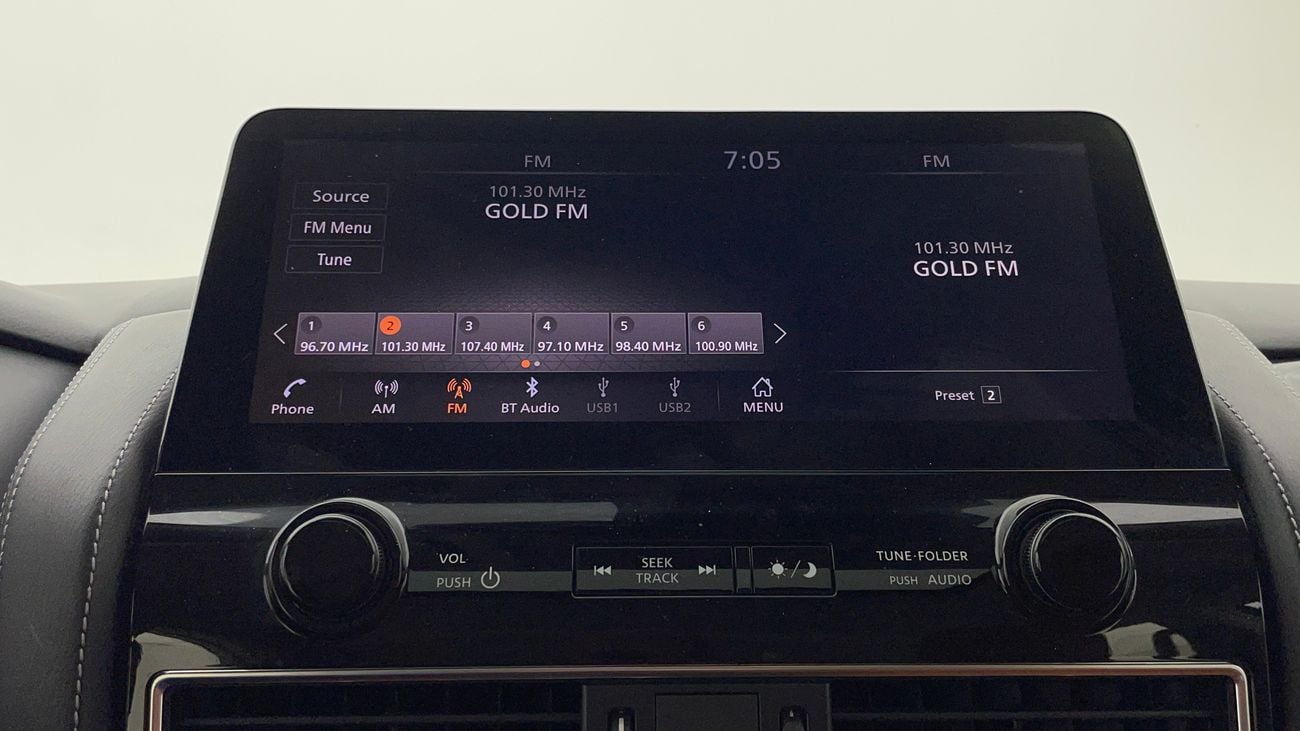 FM 7:05 FM
Source
FM Menu
Tune
101.30 MHz
GOLD FM
101.30 MHz
GOLD FM
1 2 3 4 5 6
96.70 MHz 101.30 MHz 107.40 MHz 97.10 MHz 98.40 MHz 100.90 MHz
Phone AM FM BT Audio USB1 USB2 MENU
Preset 2
VOL
PUSH
SEEK
TRACK
TUNE·FOLDER
PUSH AUDIO